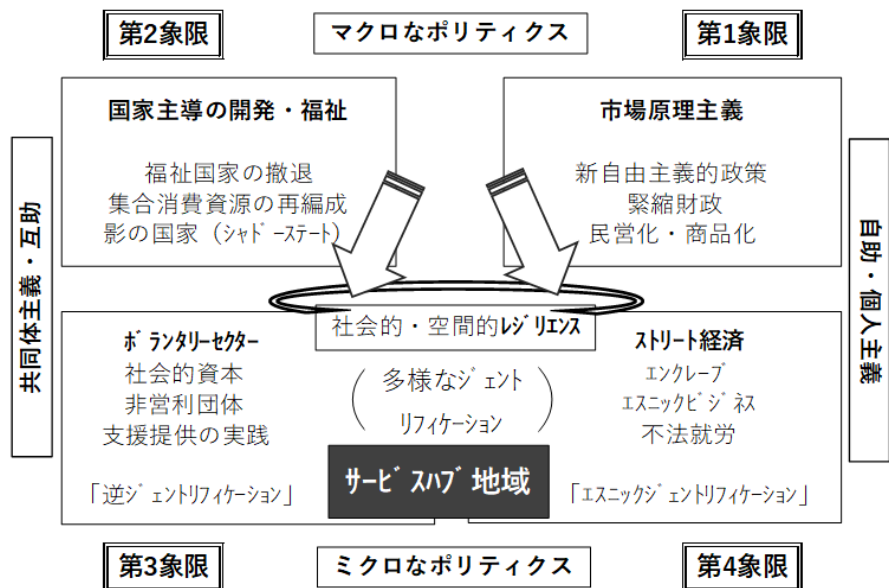 第2象限
マクロなポリティクス
第1象限
国家主導の開発・福祉
福祉国家の撤退
集合消費資源の再編成
影の国家（ｼｬﾄﾞｰｽﾃｰﾄ）
市場原理主義
新自由主義的政策
緊縮財政
民営化・商品化
共同体主義・互助
自助・個人主義
社会的・空間的ﾚｼﾞﾘｴﾝｽ
ﾎﾞﾗﾝﾀﾘｰｾｸﾀｰ
社会的資本
非営利団体
支援提供の実践
「逆ｼﾞｪﾝﾄﾘﾌｨｹｰｼｮﾝ」
（多様なｼﾞｪﾝﾄ
ﾘﾌｨｹｰｼｮﾝ）
ｻｰﾋﾞｽﾊﾌﾞ地域
ストリート経済
ｴﾝｸﾚｰﾌﾞ
ｴｽﾆｯｸﾋﾞｼﾞﾈｽ
不法就労
「ｴｽﾆｯｸｼﾞｪﾝﾄﾘﾌｨｹｰｼｮﾝ」
第3象限
ミクロなポリティクス
第4象限